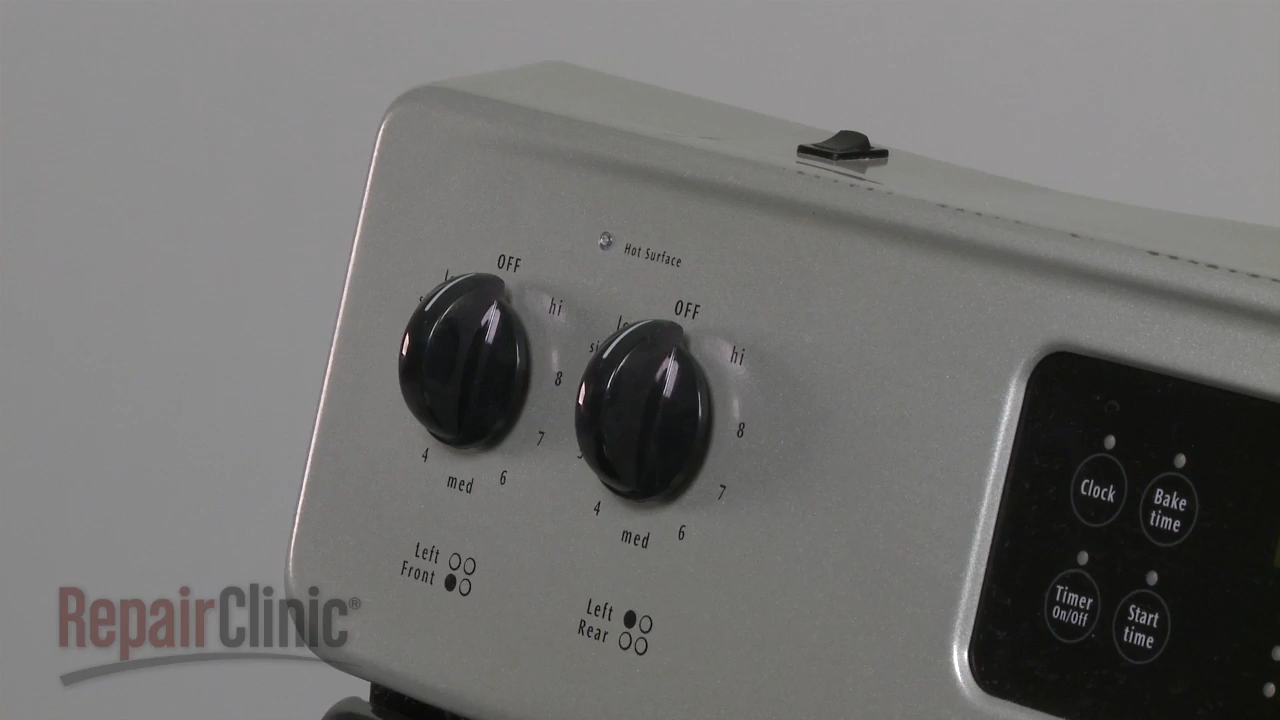 Hot Surface
OFF
hi
8
7
6
med
4
OFF
hi
8
7
6
med
4
Left
Front
Left
Rear
Clock
Bake
time
Timer
On/Off
Start
time
RepairClinic®